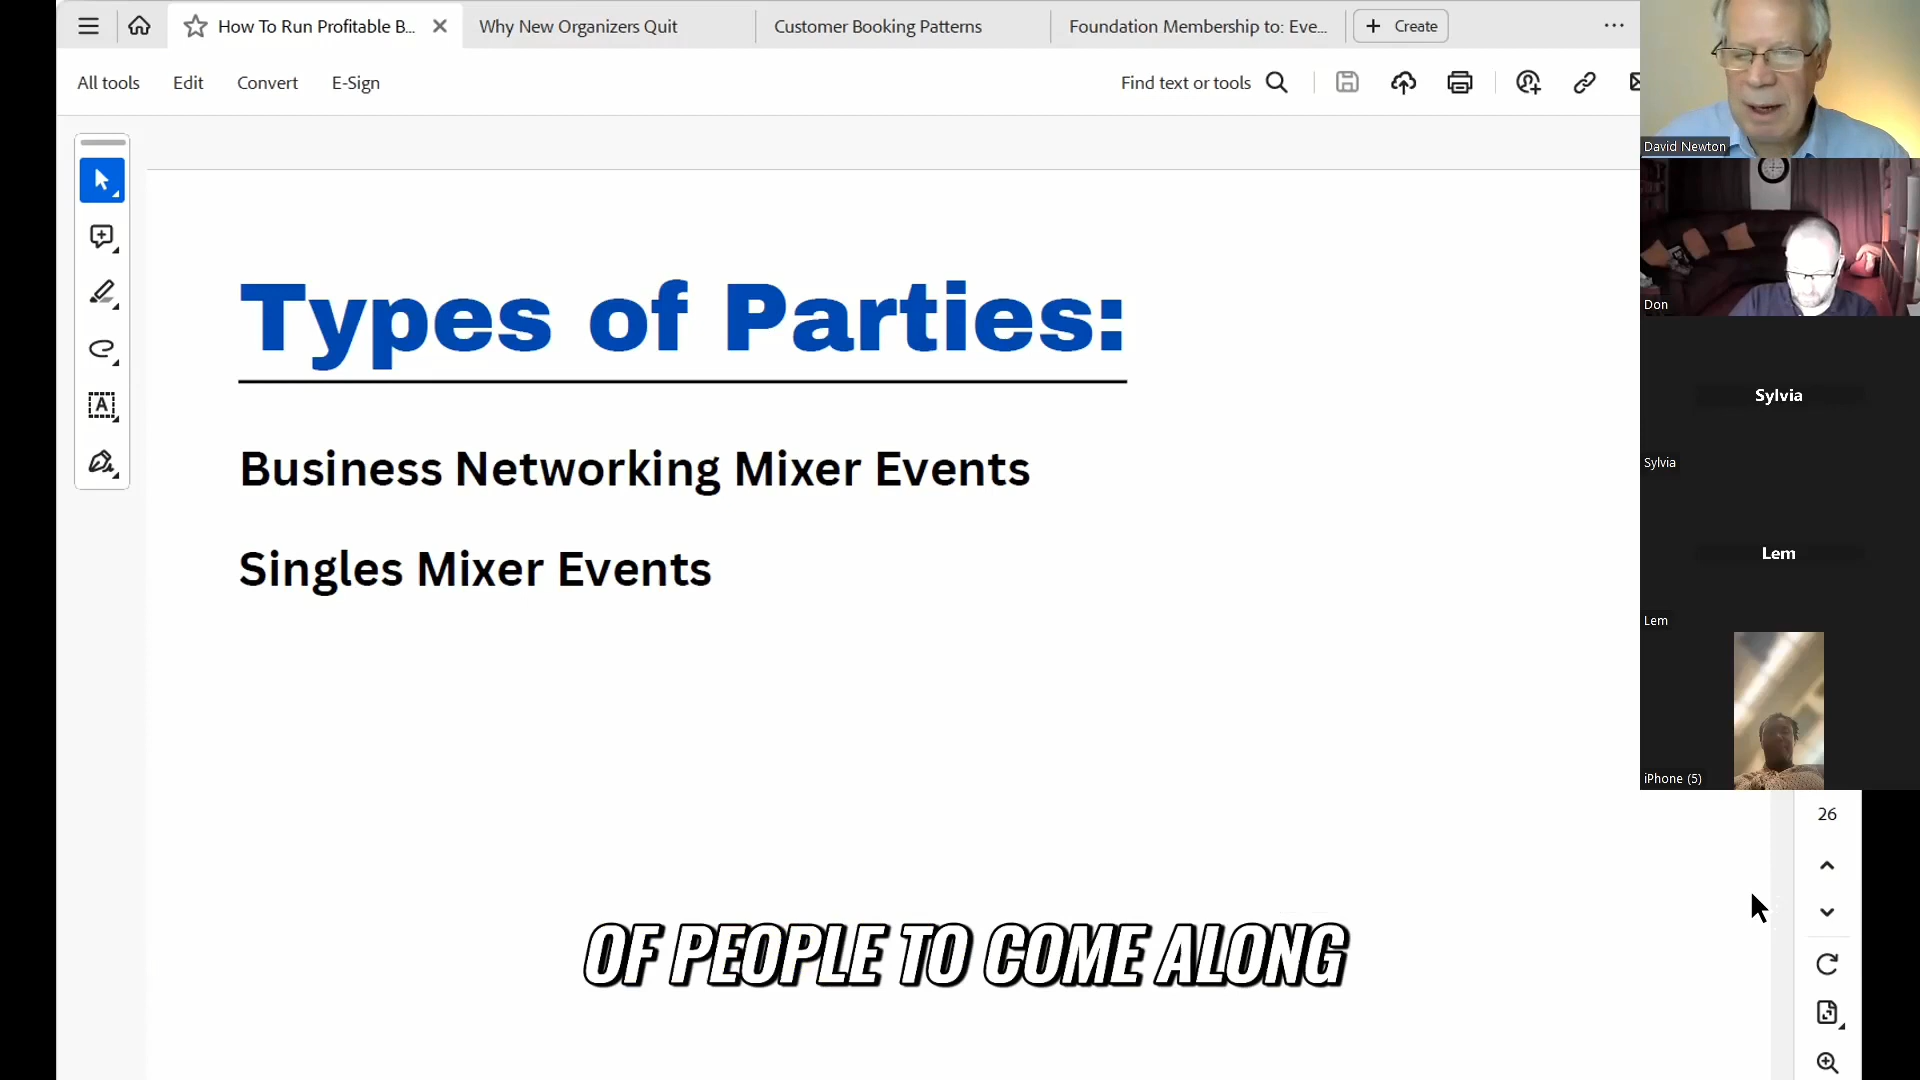 How To Run Profitable B...
Why New Organizers Quit
Customer Booking Patterns
Foundation Membership to: Eve...
Create
All tools
Edit
Convert
E-Sign
Find text or tools
David Newton
Don
Types of Parties:
Business Networking Mixer Events
Singles Mixer Events
Sylvia
Sylvia
Lem
Lem
iPhone (5)
26
OF PEOPLE TO COME ALONG